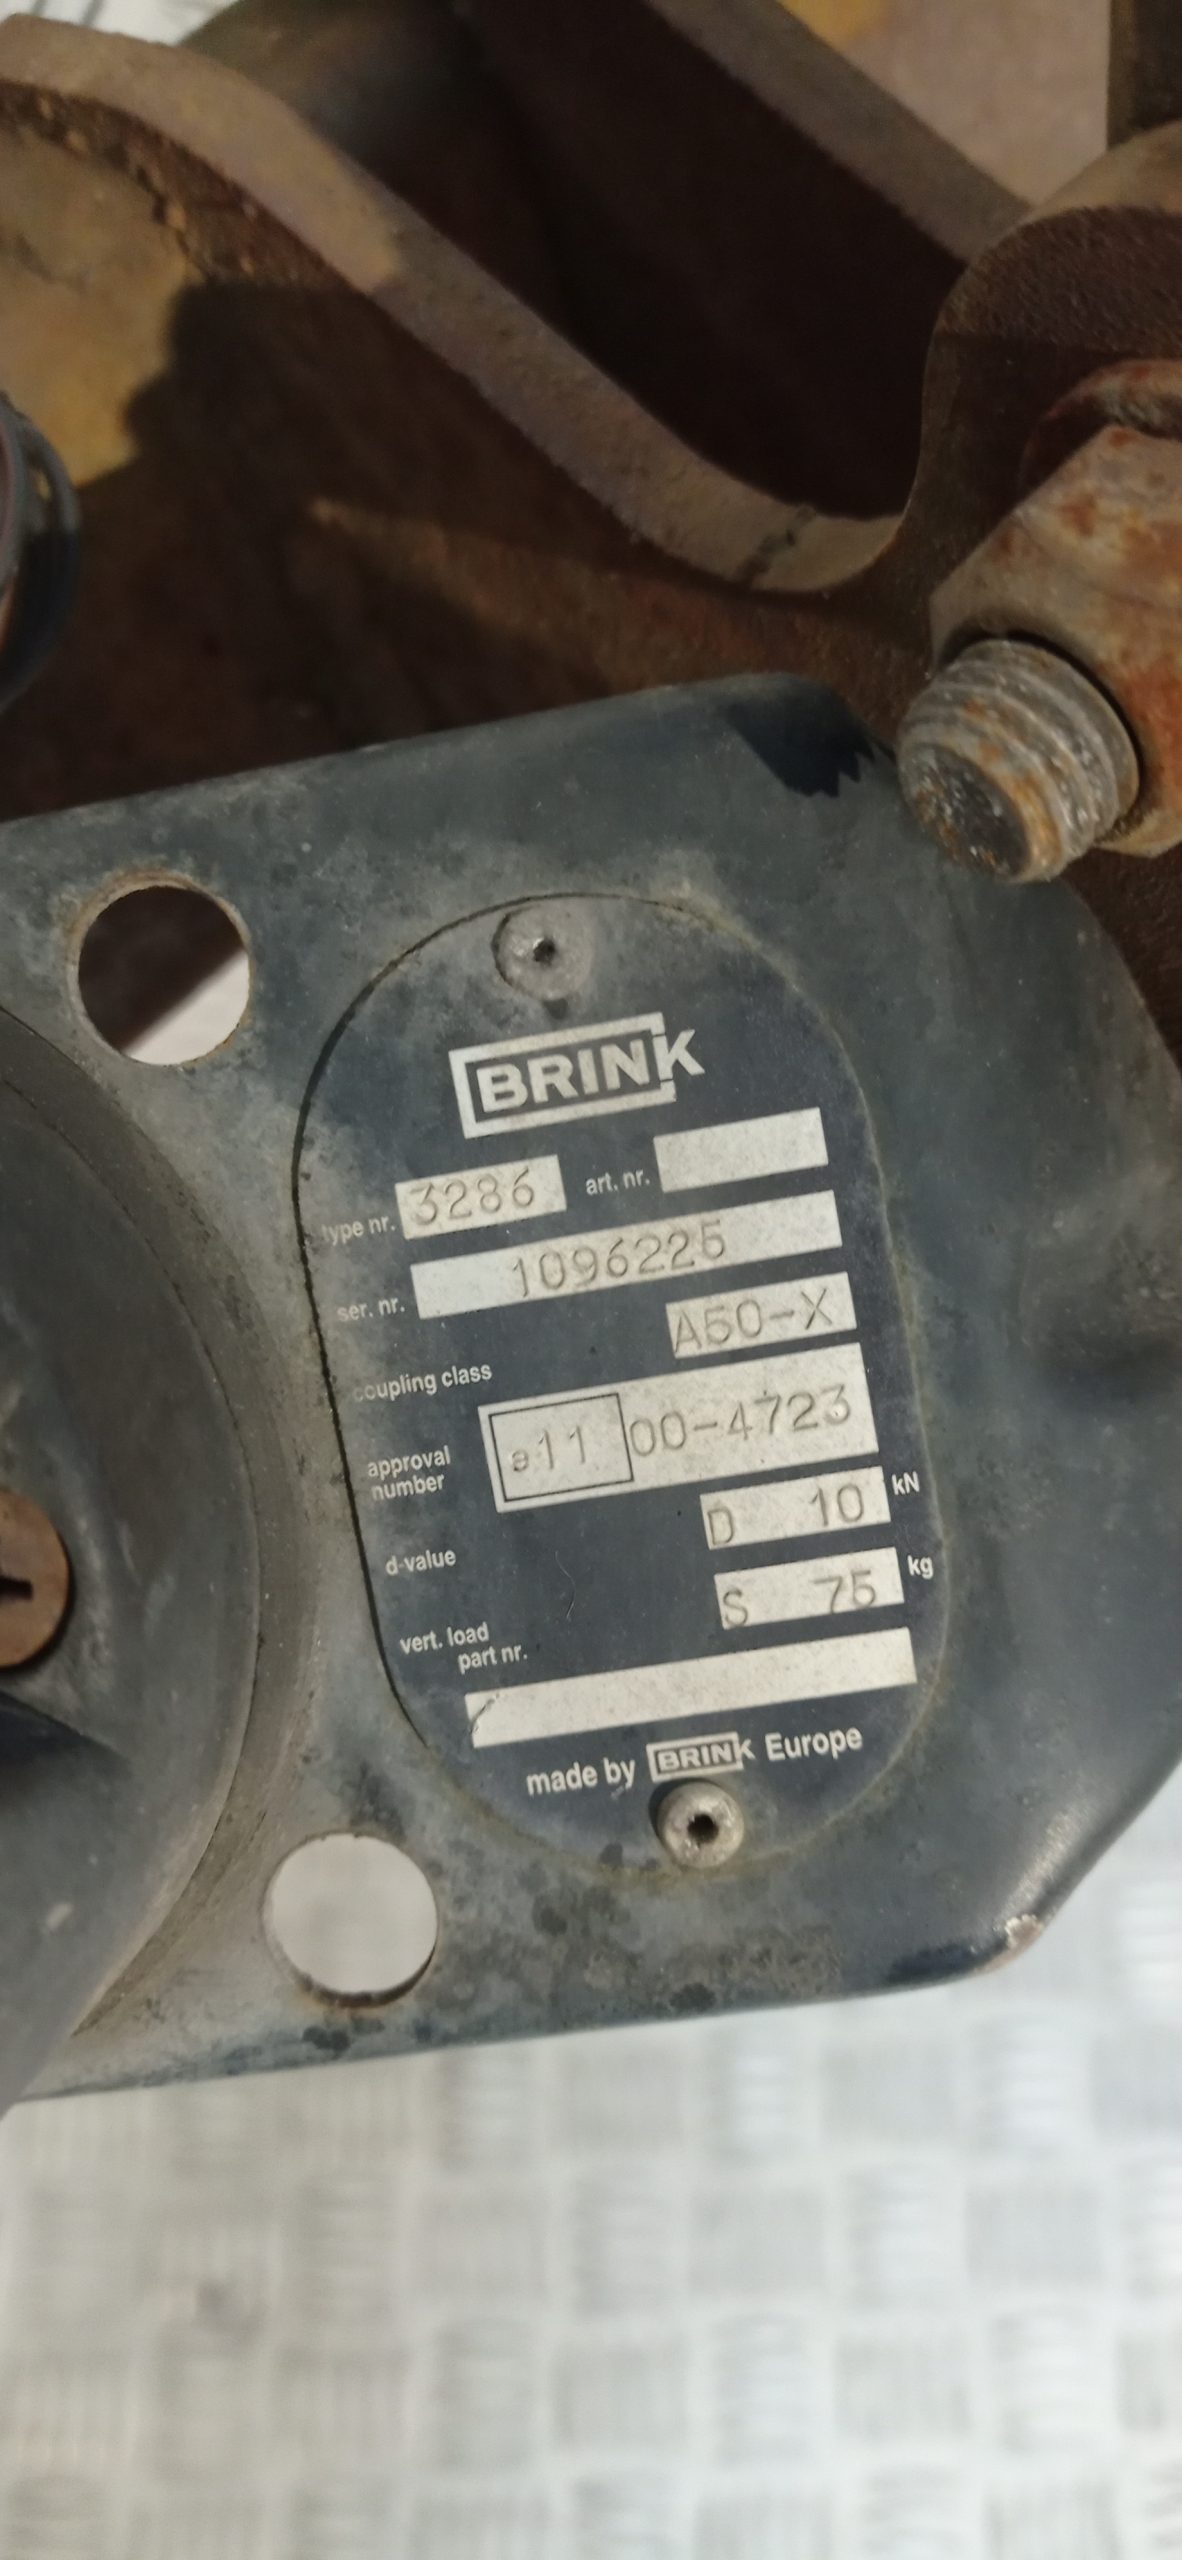 BRINK
type nr. 3286 art. nr.
ser. nr. 1096225
coupling class A50-X
approval number e11 00-4723
d-value D 10 kN
vert. load S 75 kg
part nr.
made by BRINK Europe